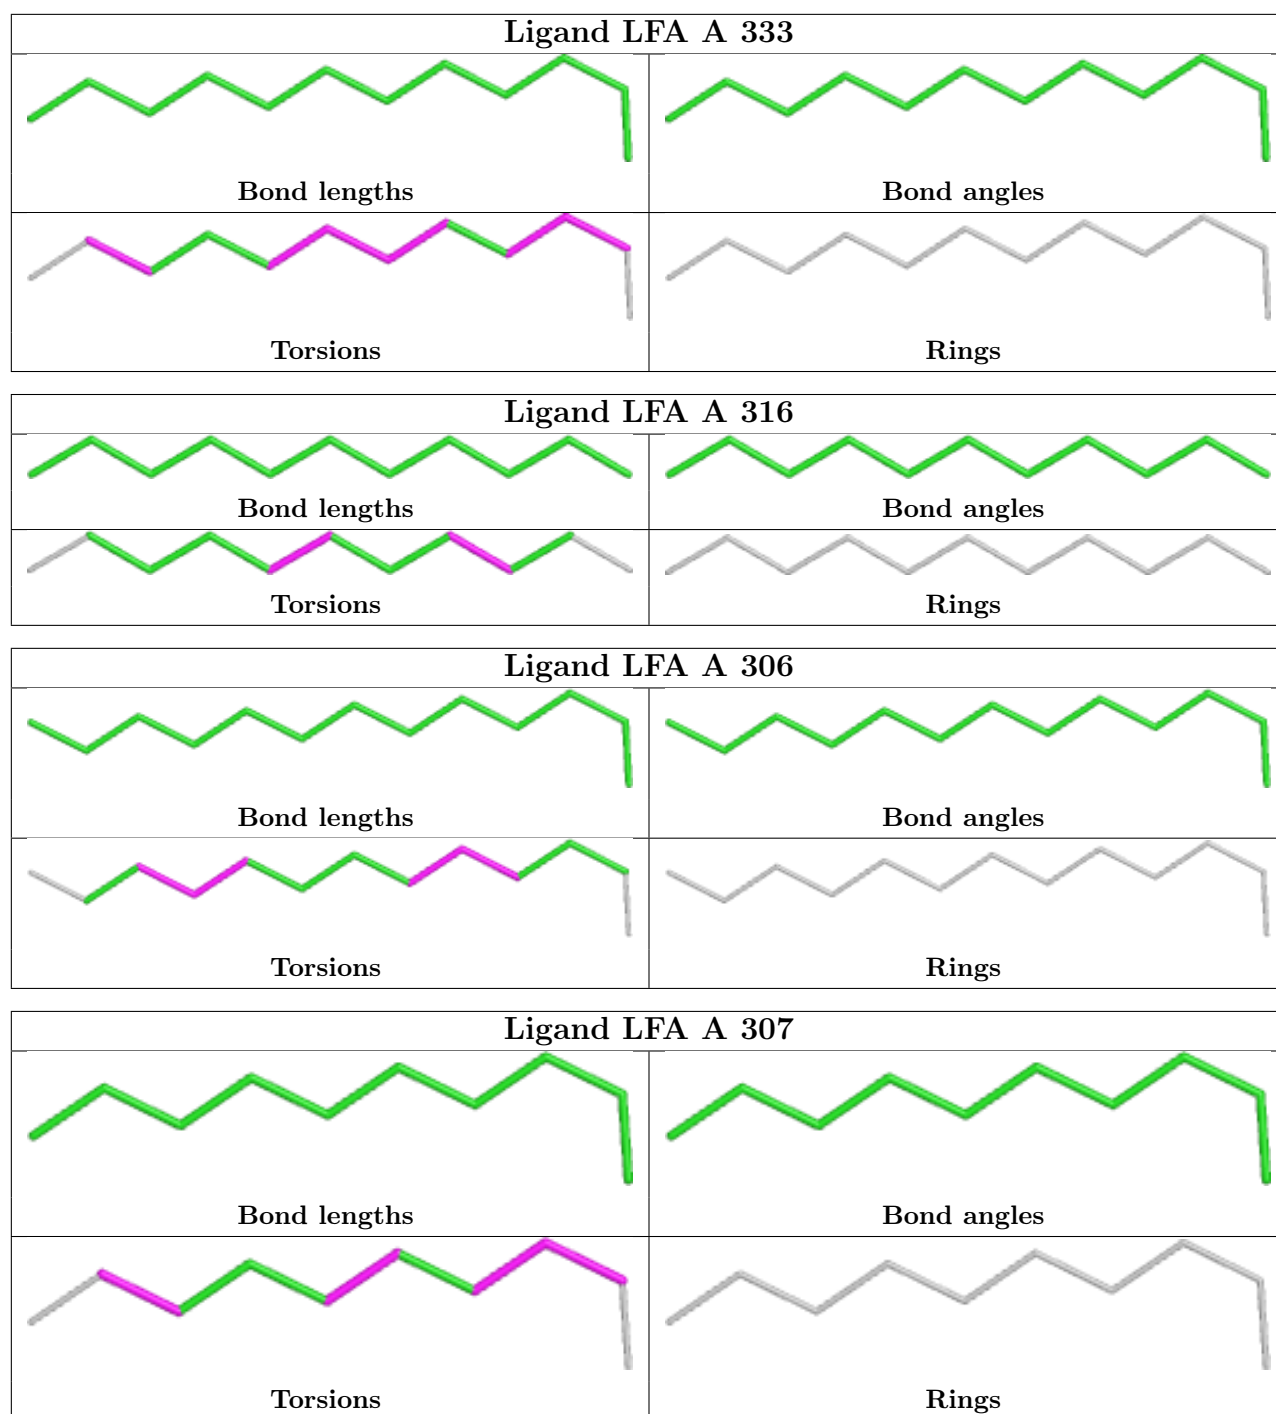 Ligand LFA A 333
Bond lengths Bond angles
Torsions Rings
Ligand LFA A 316
Bond lengths Bond angles
Torsions Rings
Ligand LFA A 306
Bond lengths Bond angles
Torsions Rings
Ligand LFA A 307
Bond lengths Bond angles
Torsions Rings